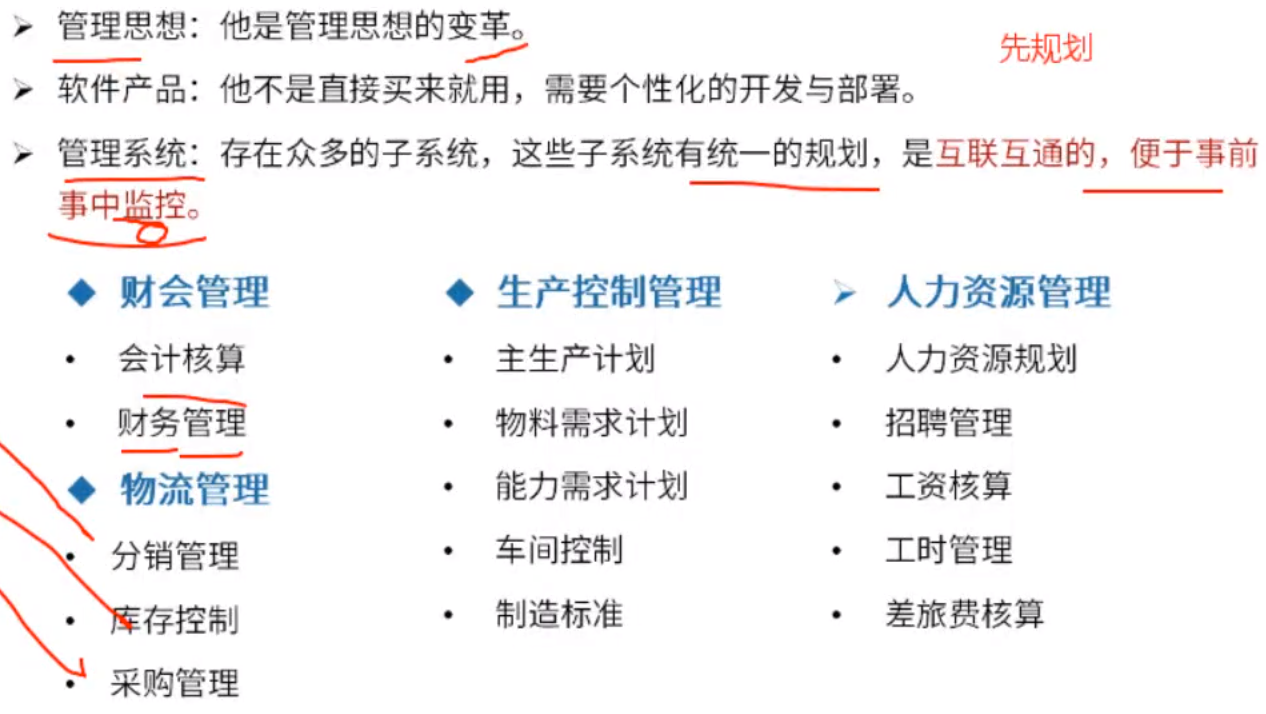 管理思想：他是管理思想的变革。
先规划
软件产品：他不是直接买来就用，需要个性化的开发与部署。
管理系统：存在众多的子系统，这些子系统有统一的规划，是互联互通的，便于事前
事中监控。
财会管理
会计核算
财务管理
物流管理
分销管理
库存控制
采购管理
生产控制管理
主生产计划
物料需求计划
能力需求计划
车间控制
制造标准
人力资源管理
人力资源规划
招聘管理
工资核算
工时管理
差旅费核算